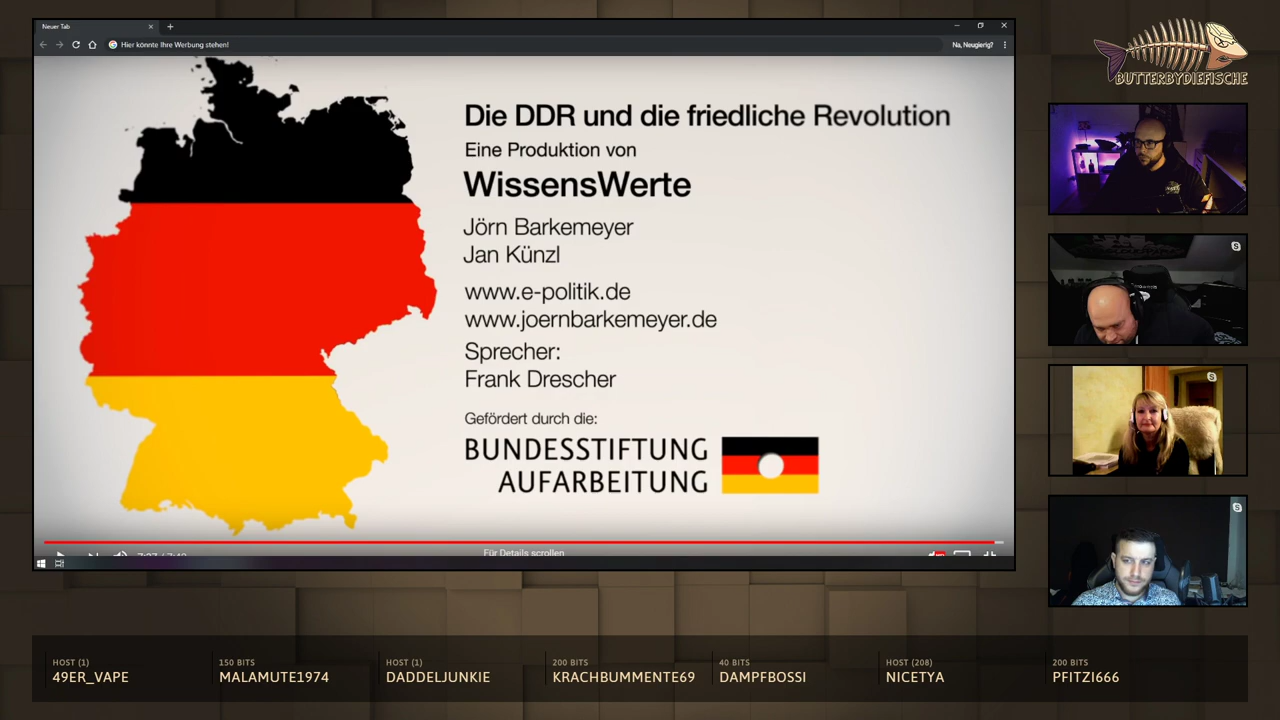 Neuer Tab
Hier könnte Ihre Werbung stehen!
Na, Neugierig?
Die DDR und die friedliche Revolution
Eine Produktion von
WissensWerte
Jörn Barkemeyer
Jan Künzl
www.e-politik.de
www.joernbarkemeyer.de
Sprecher:
Frank Drescher
Gefördert durch die:
BUNDESSTIFTUNG
AUFARBEITUNG
Für Details scrollen
BUTTERBYDIEFISCHE
HOST (1)
49ER_VAPE
150 BITS
MALAMUTE1974
HOST (1)
DADDELJUNKIE
200 BITS
KRACHBUMMENTE69
40 BITS
DAMPFBOSSI
HOST (208)
NICETYA
200 BITS
PFITZI666